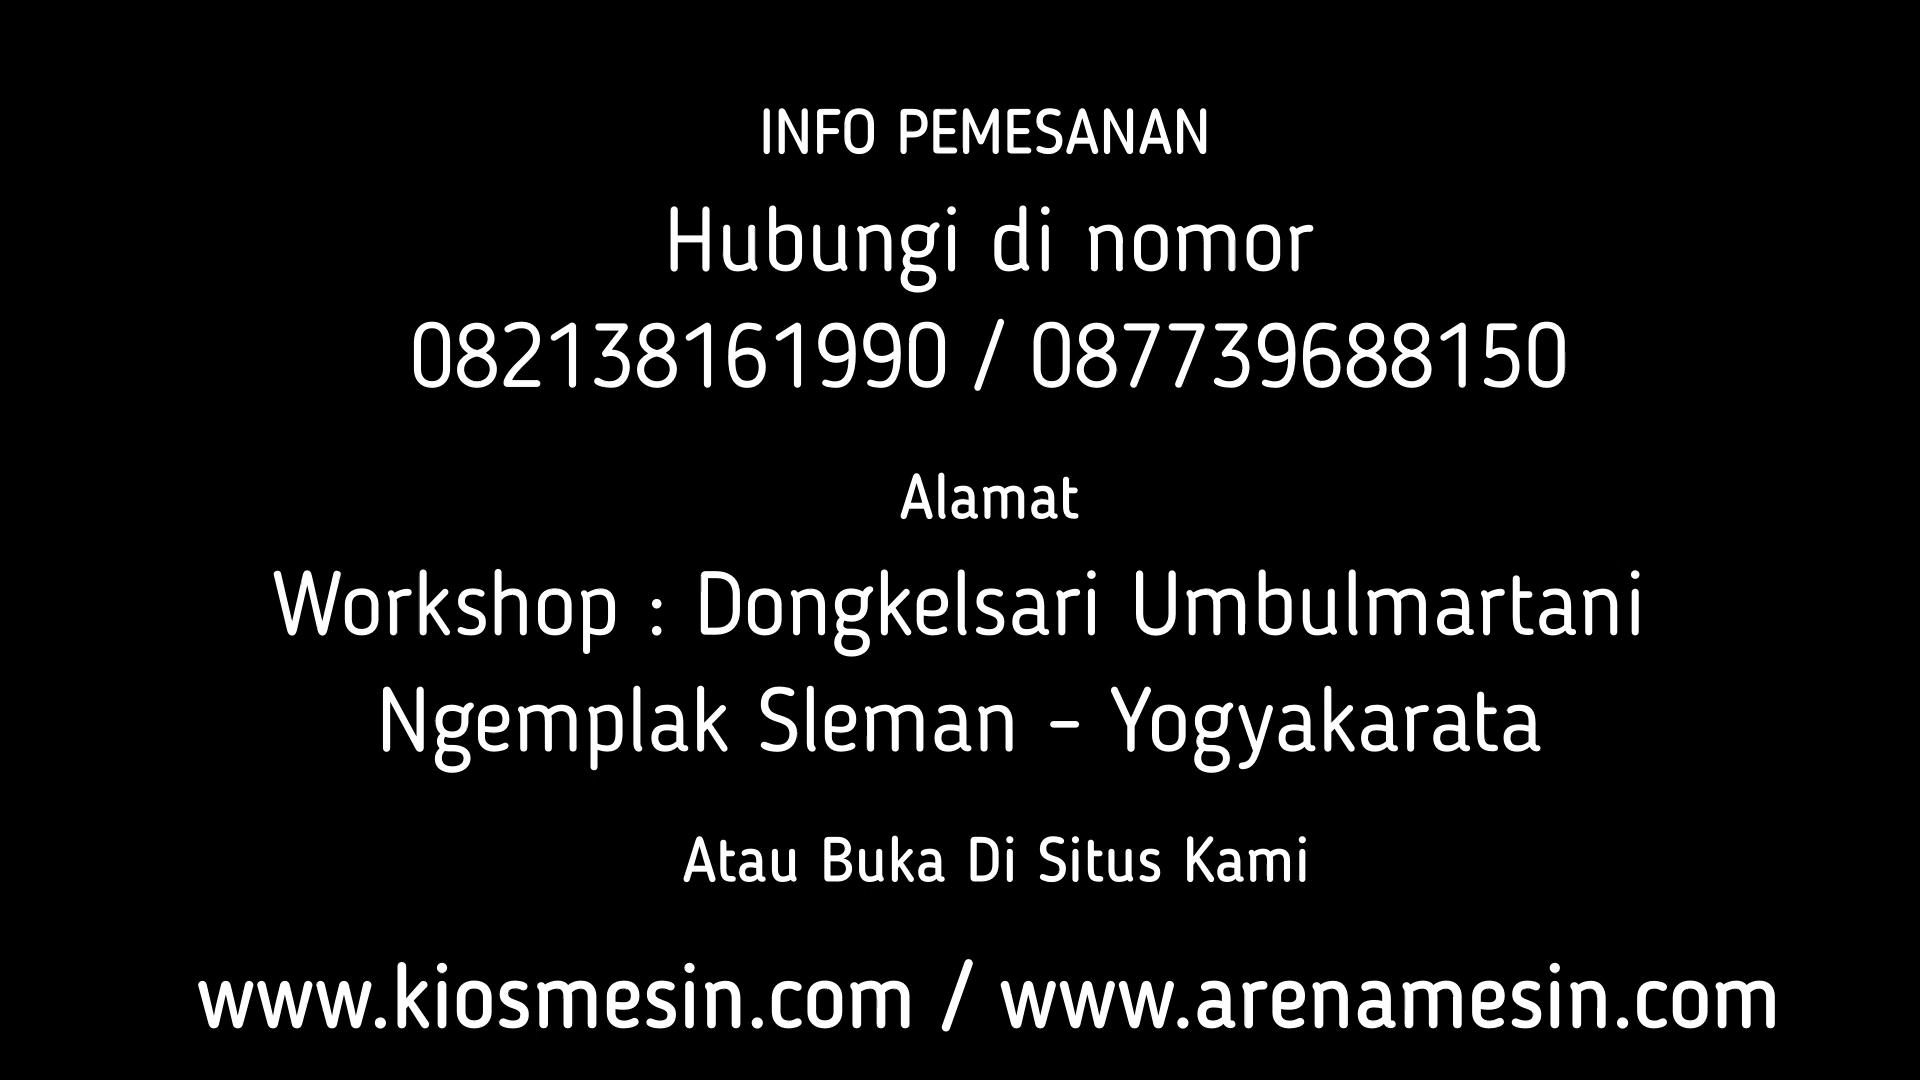 INFO PEMESANAN
Hubungi di nomor
082138161990 / 087739688150
Alamat
Workshop : Dongkelsari Umbulmartani
Ngemplak Sleman - Yogyakarata
Atau Buka Di Situs Kami
www.kiosmesin.com / www.arenamesin.com